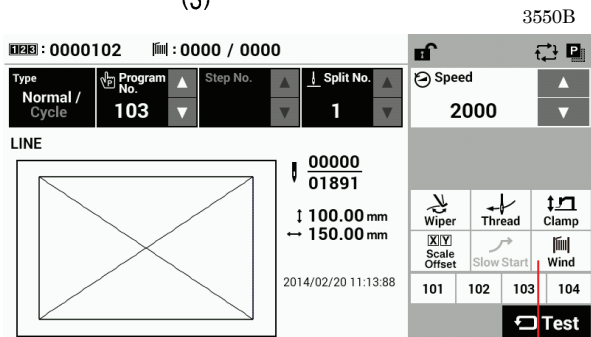 (3)
3550B
123 : 0000102 : 0000 / 0000
Type
Normal /
Cycle
Program
No.
103
Step No.
Split No.
1
Speed
2000
LINE
00000
01891
100.00 mm
150.00 mm
2014/02/20 11:13:88
Wiper
Thread
Clamp
X Y
Scale
Offset
Slow Start
Wind
101 102 103 104
Test